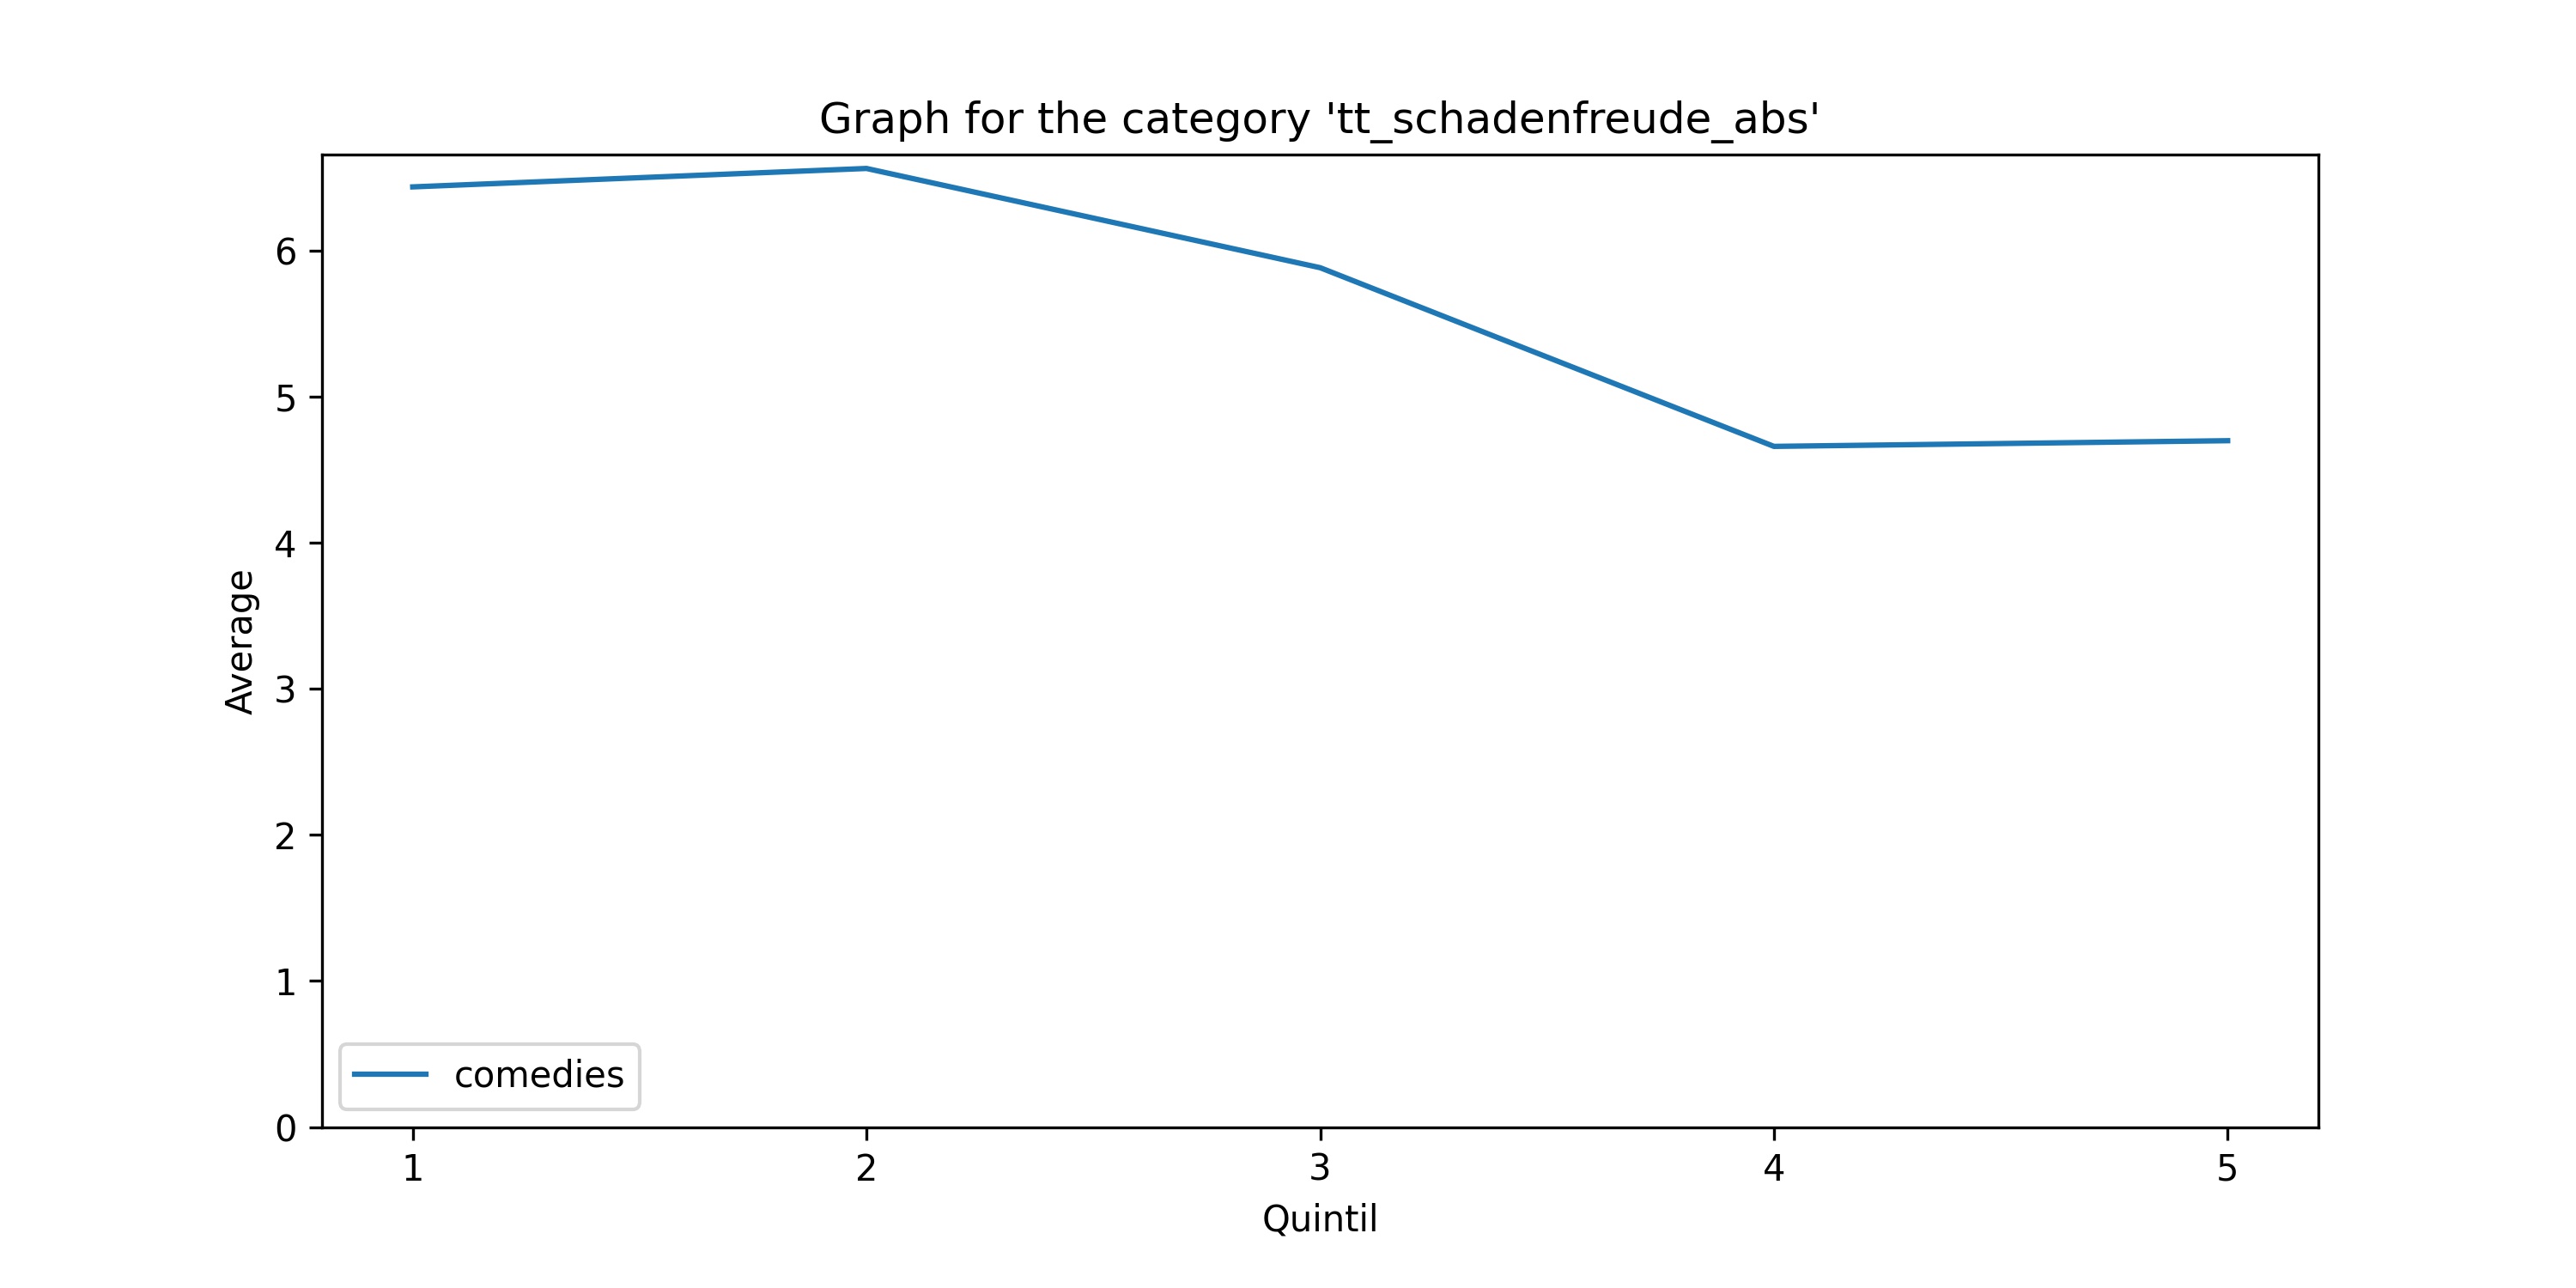 Graph for the category 'tt_schadenfreude_abs'
Average
6
5
4
3
2
1
0
comedies
1 2 3 4 5
Quintil